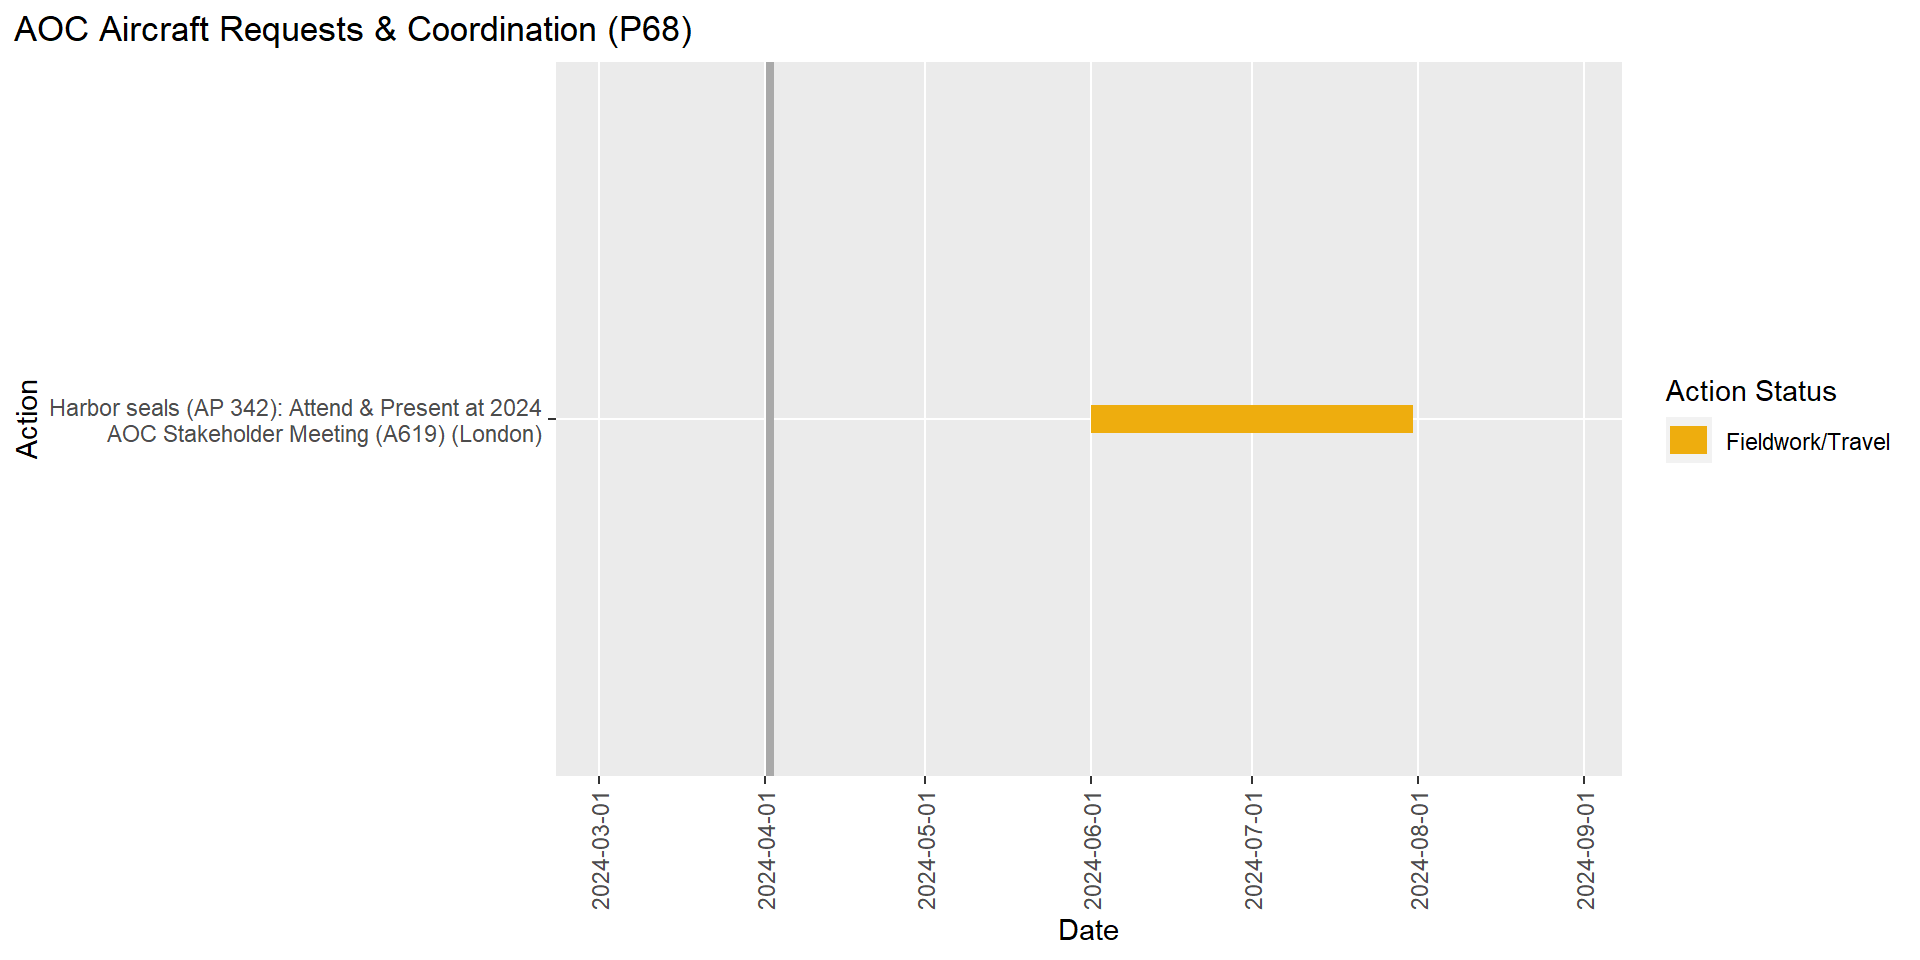 AOC Aircraft Requests & Coordination (P68)
Action
Harbor seals (AP 342): Attend & Present at 2024
AOC Stakeholder Meeting (A619) (London)
Action Status
Fieldwork/Travel
2024-03-01
2024-04-01
2024-05-01
2024-06-01
2024-07-01
2024-08-01
2024-09-01
Date